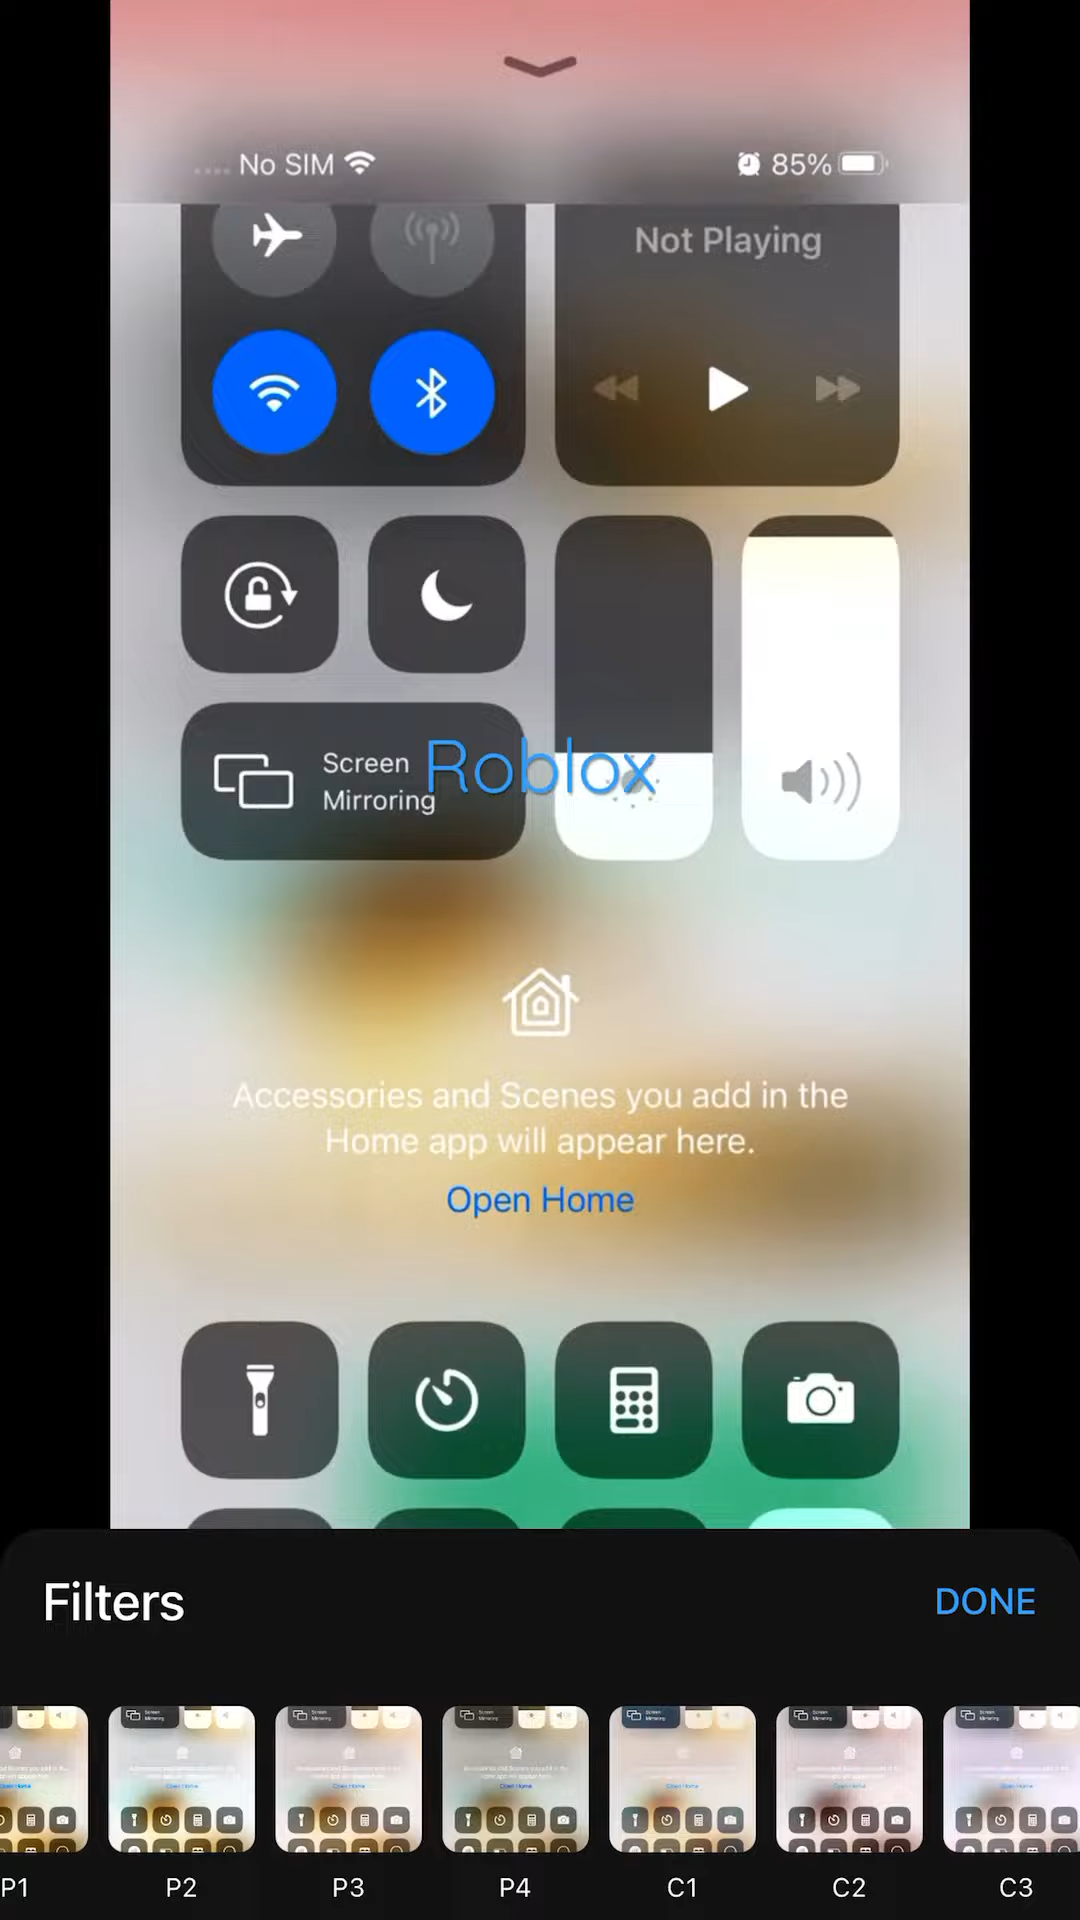 No SIM
85%
Not Playing
Screen
Mirroring
Roblox
Accessories and Scenes you add in the
Home app will appear here.
Open Home
Filters
DONE
P1
P2
P3
P4
C1
C2
C3